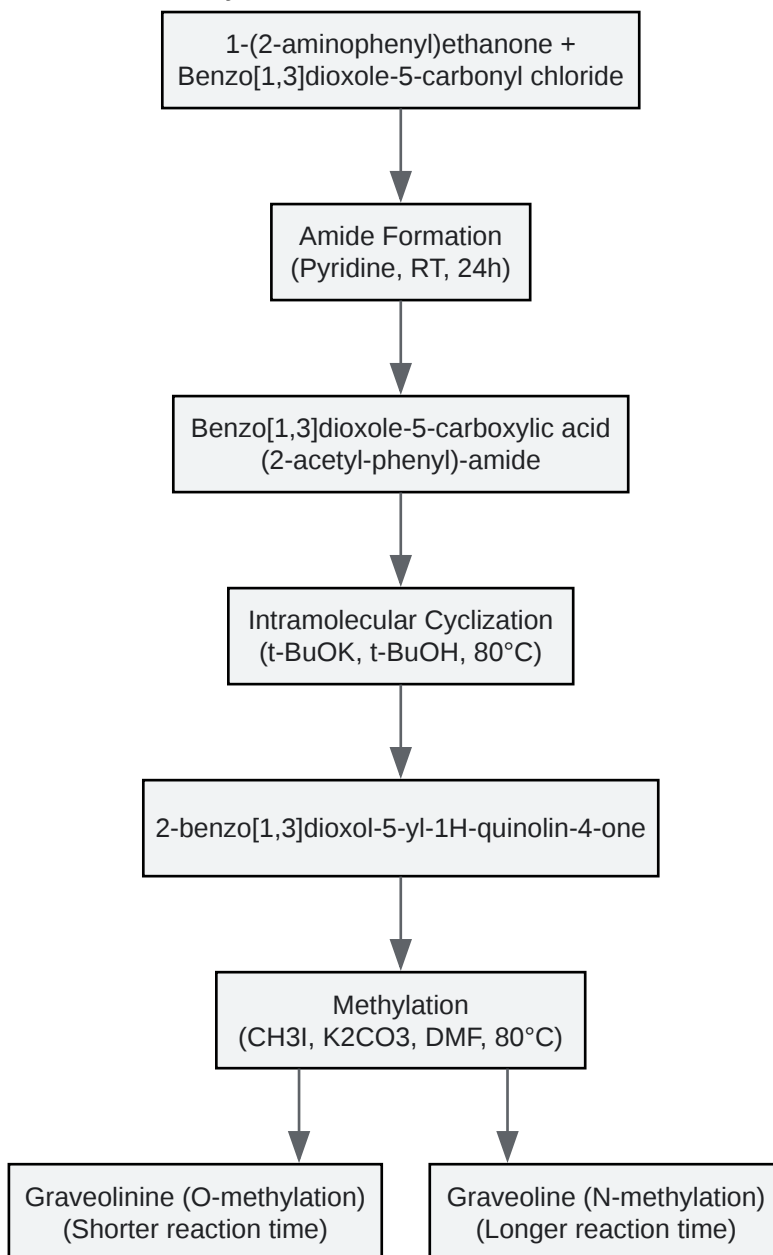 1-(2-aminophenyl)ethanone +
Benzo[1,3]dioxole-5-carbonyl chloride
Amide Formation
(Pyridine, RT, 24h)
Benzo[1,3]dioxole-5-carboxylic acid
(2-acetyl-phenyl)-amide
Intramolecular Cyclization
(t-BuOK, t-BuOH, 80°C)
2-benzo[1,3]dioxol-5-yl-1H-quinolin-4-one
Methylation
(CH3I, K2CO3, DMF, 80°C)
Graveolinine (O-methylation)
(Shorter reaction time)
Graveoline (N-methylation)
(Longer reaction time)